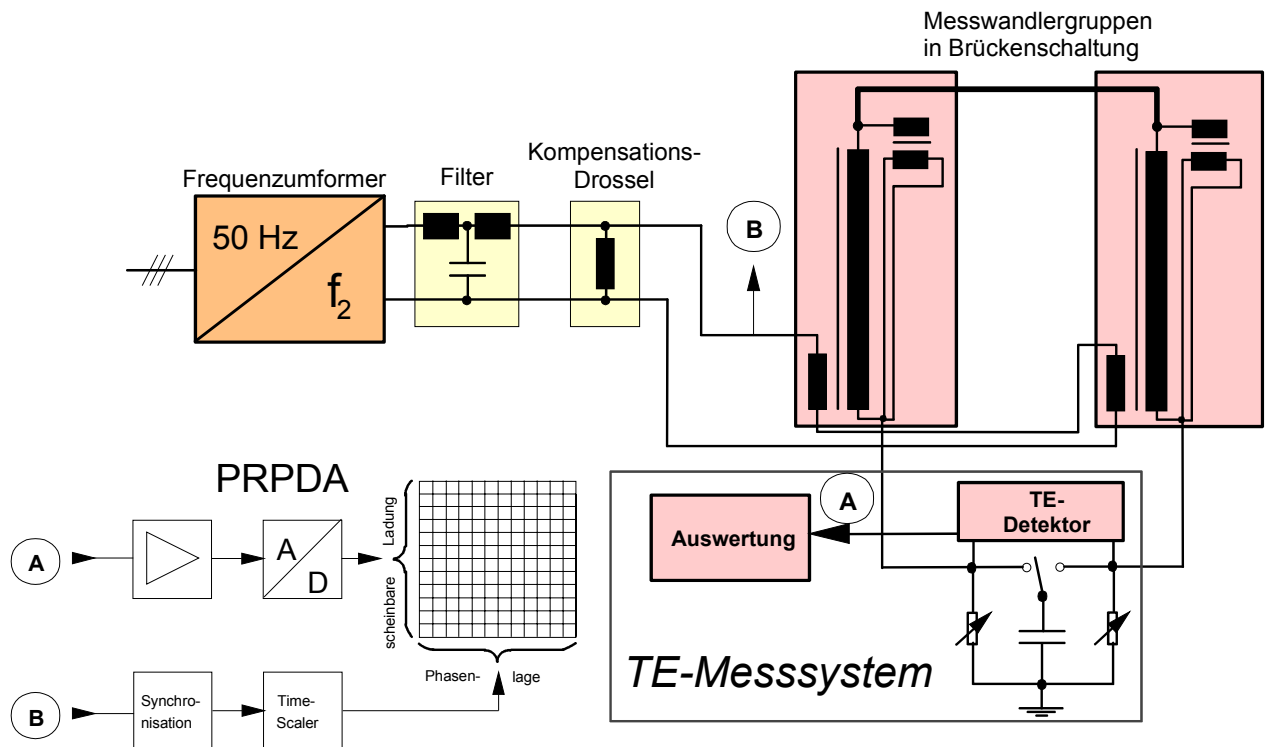 Messwandlergruppen
in Brückenschaltung
Kompensations-
Drossel
Filter
Frequenzumformer
50 Hz
f2
B
PRPDA
A
A
D
scheinbare Ladung
Phasen- lage
B
Synchro-
nisation
Time-
Scaler
Auswertung
A
TE-
Detektor
TE-Messsystem